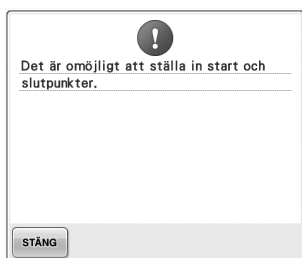 Det är omöjligt att ställa in start och
slutpunkter.
STÄNG